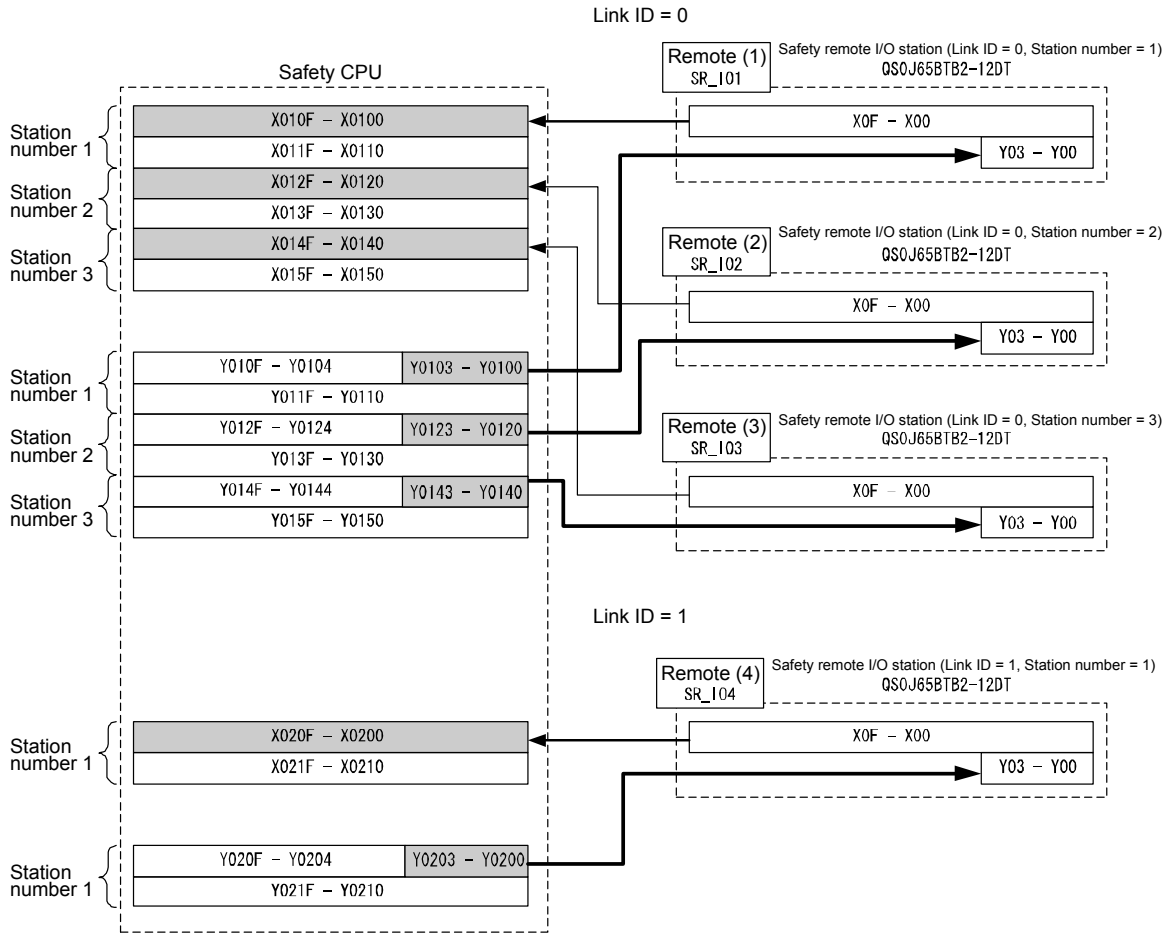 Link ID = 0
Safety CPU
Station
number 1
X010F – X0100
X011F – X0110
Station
number 2
X012F – X0120
X013F – X0130
Station
number 3
X014F – X0140
X015F – X0150
Station
number 1
Y010F – Y0104 Y0103 – Y0100
Y011F – Y0110
Station
number 2
Y012F – Y0124 Y0123 – Y0120
Y013F – Y0130
Station
number 3
Y014F – Y0144 Y0143 – Y0140
Y015F – Y0150
Remote (1)
SR_IO1
Safety remote I/O station (Link ID = 0, Station number = 1)
QS0J65BTB2-12DT
X0F – X00
Y03 – Y00
Remote (2)
SR_IO2
Safety remote I/O station (Link ID = 0, Station number = 2)
QS0J65BTB2-12DT
X0F – X00
Y03 – Y00
Remote (3)
SR_IO3
Safety remote I/O station (Link ID = 0, Station number = 3)
QS0J65BTB2-12DT
X0F – X00
Y03 – Y00
Link ID = 1
Station
number 1
X020F – X0200
X021F – X0210
Station
number 1
Y020F – Y0204 Y0203 – Y0200
Y021F – Y0210
Remote (4)
SR_IO4
Safety remote I/O station (Link ID = 1, Station number = 1)
QS0J65BTB2-12DT
X0F – X00
Y03 – Y00